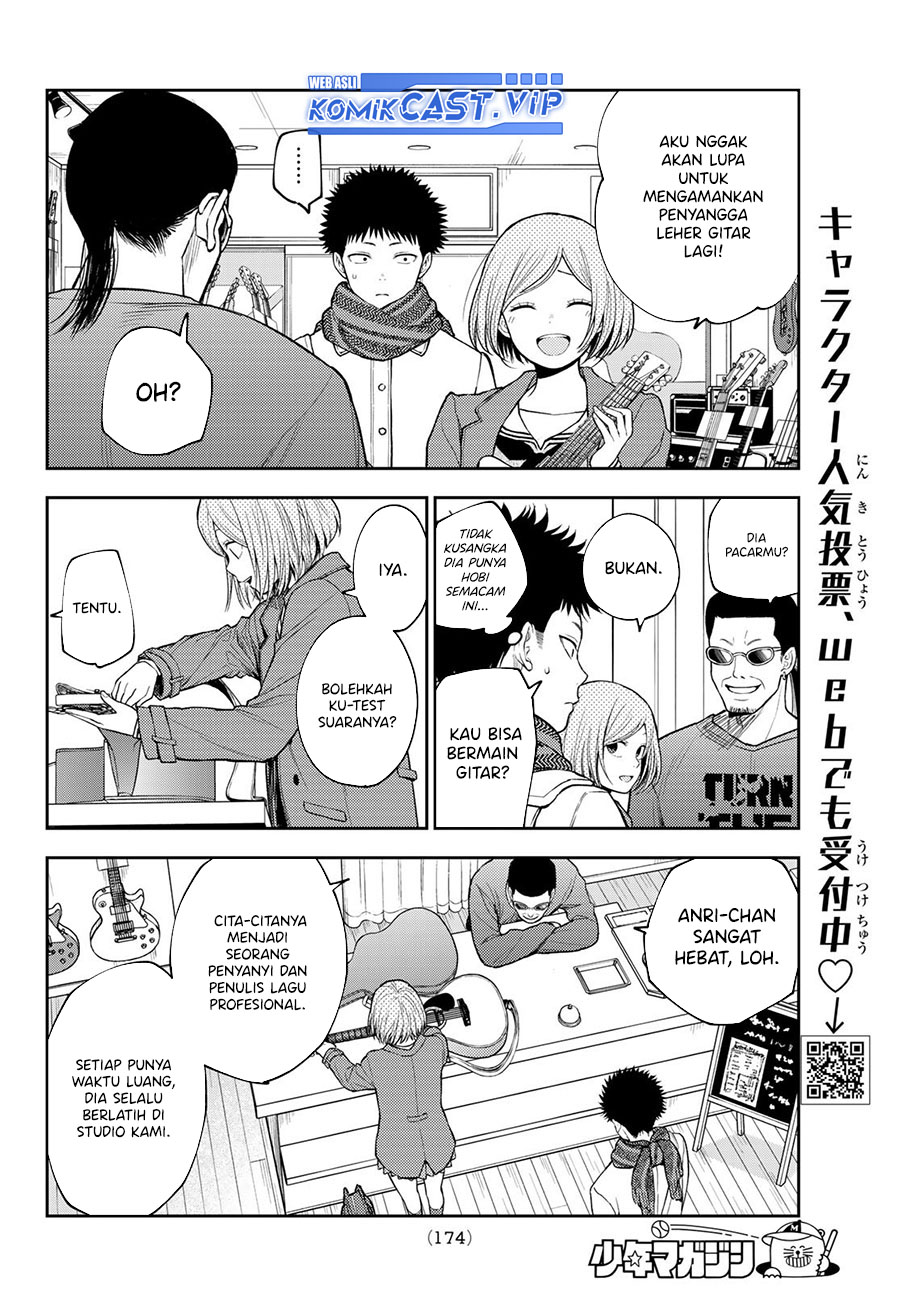 WEB ASLI
KOMIKCAST.VIP
AKU NGGAK
AKAN LUPA
UNTUK
MENGAMANKAN
PENYANGGA
LEHER GITAR
LAGI!
......
OH?
DIA
PACARMU?
BUKAN.
TIDAK
KUSANGKA
DIA PUNYA
HOBI
SEMACAM
INI...
KAU BISA
BERMAIN
GITAR?
TURN
IYA.
BOLEHKAH
KU-TEST
SUARANYA?
TENTU.
ANRI-CHAN
SANGAT
HEBAT, LOH.
CITA-CITANYA
MENJADI
SEORANG
PENYANYI DAN
PENULIS LAGU
PROFESIONAL.
SETIAP PUNYA
WAKTU LUANG,
DIA SELALU
BERLATIH DI
STUDIO KAMI.
キャラクター人気投票、webでも受付中♡→
にんきとうひょう
うけつけちゅう
(174)
少年マガジン
M